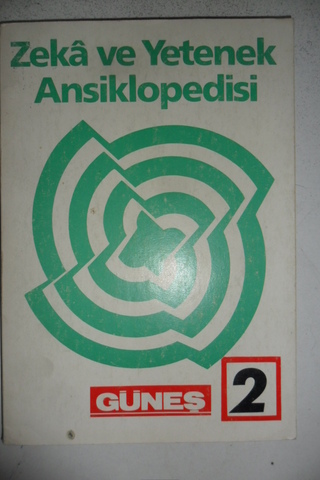 Zekâ ve Yetenek
Ansiklopedisi
GÜNEŞ
2